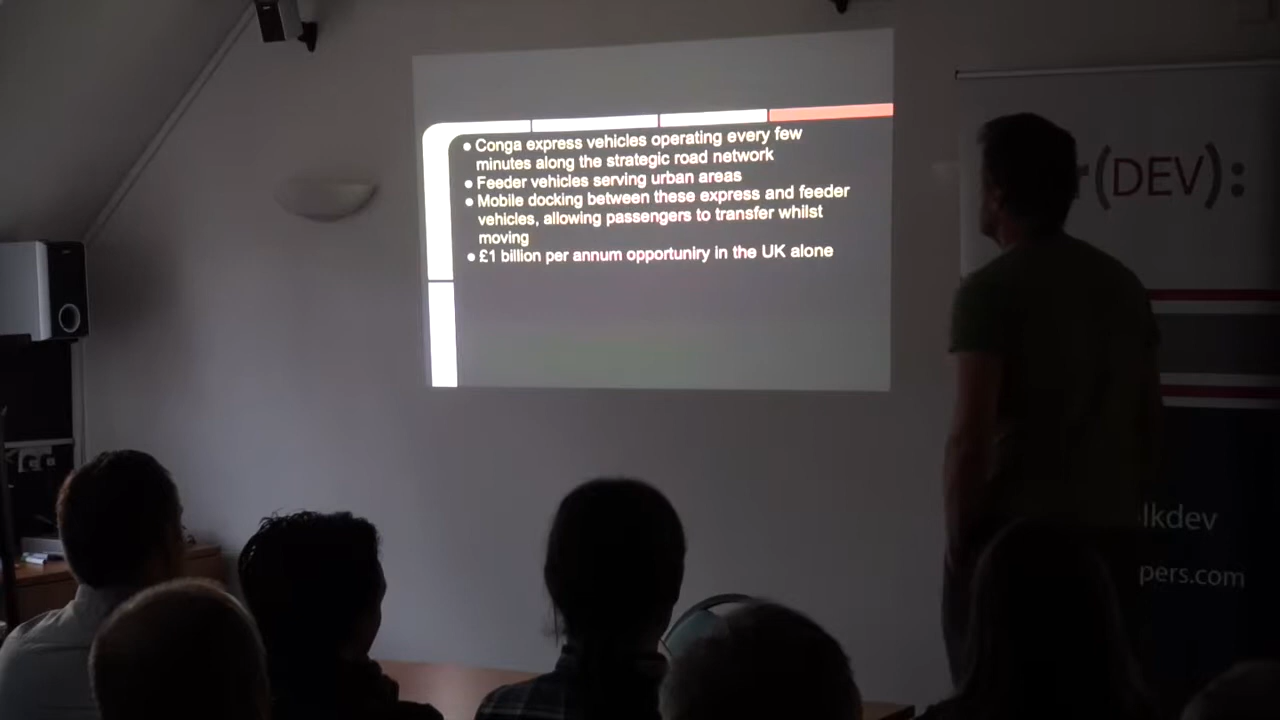 ● Conga express vehicles operating every few
minutes along the strategic road network
● Feeder vehicles serving urban areas
● Mobile docking between these express and feeder
vehicles, allowing passengers to transfer whilst
moving
● £1 billion per annum opportuniry in the UK alone
r(DEV):
lkdev
pers.com